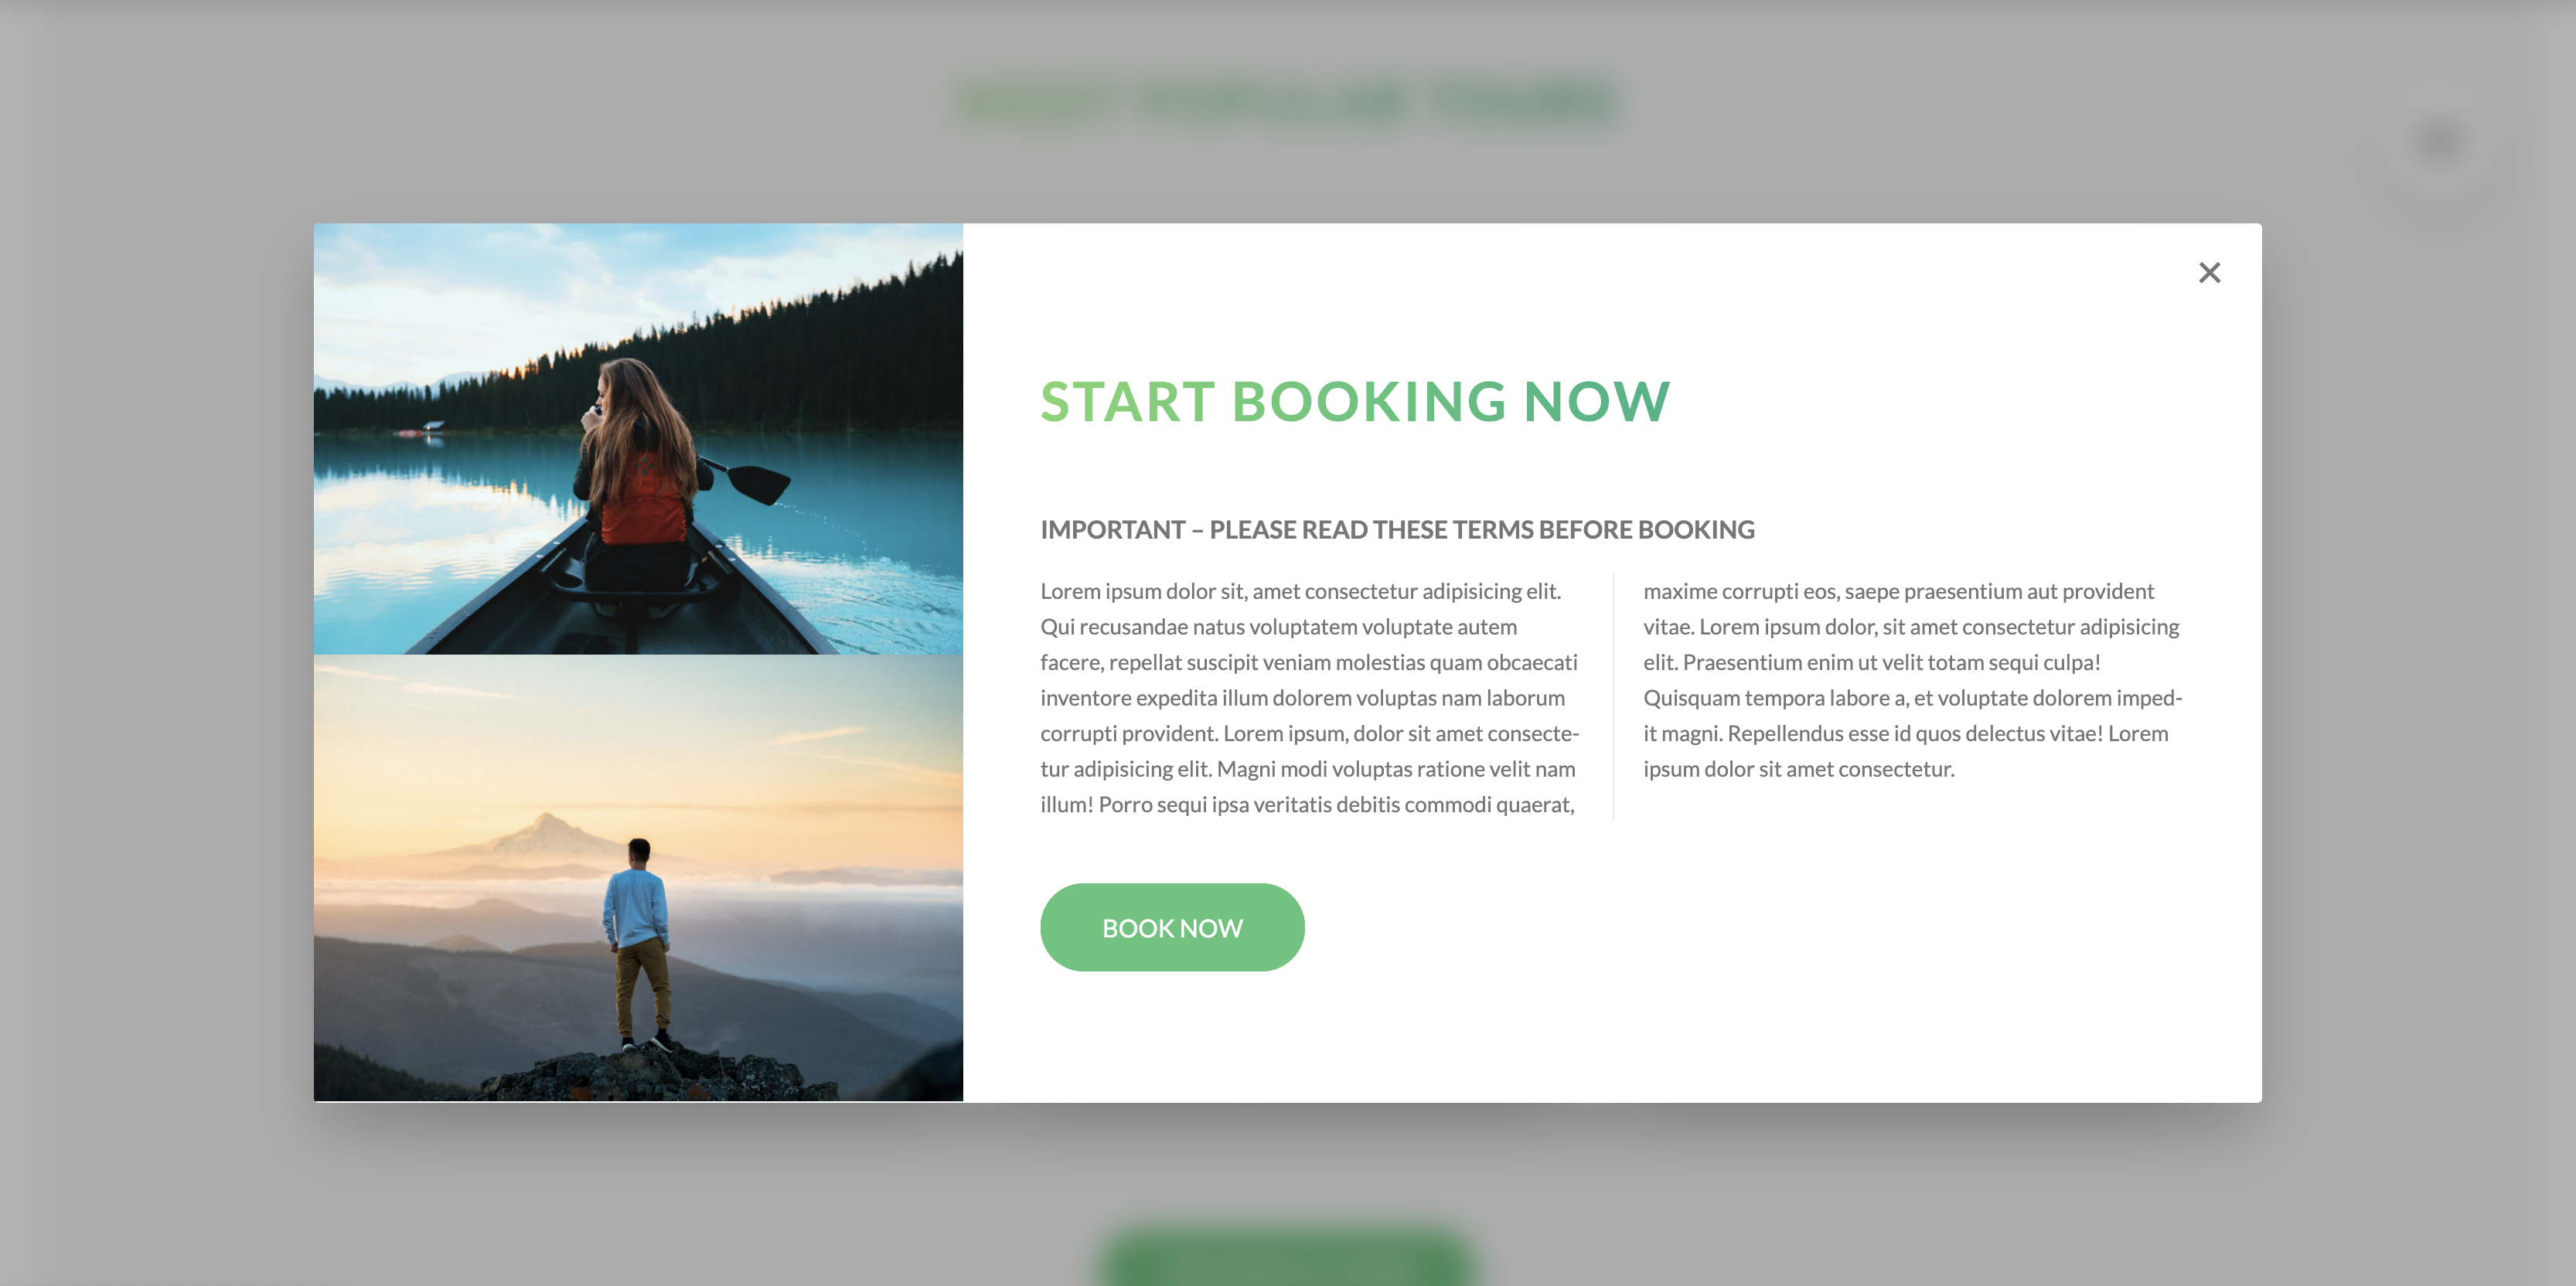 START BOOKING NOW
IMPORTANT – PLEASE READ THESE TERMS BEFORE BOOKING
Lorem ipsum dolor sit, amet consectetur adipisicing elit.
Qui recusandae natus voluptatem voluptate autem
facere, repellat suscipit veniam molestias quam obcaecati
inventore expedita illum dolorem voluptas nam laborum
corrupti provident. Lorem ipsum, dolor sit amet consecte-
tur adipisicing elit. Magni modi voluptas ratione velit nam
illum! Porro sequi ipsa veritatis debitis commodi quaerat,
maxime corrupti eos, saepe praesentium aut provident
vitae. Lorem ipsum dolor, sit amet consectetur adipisicing
elit. Praesentium enim ut velit totam sequi culpa!
Quisquam tempora labore a, et voluptate dolorem imped-
it magni. Repellendus esse id quos delectus vitae! Lorem
ipsum dolor sit amet consectetur.
BOOK NOW